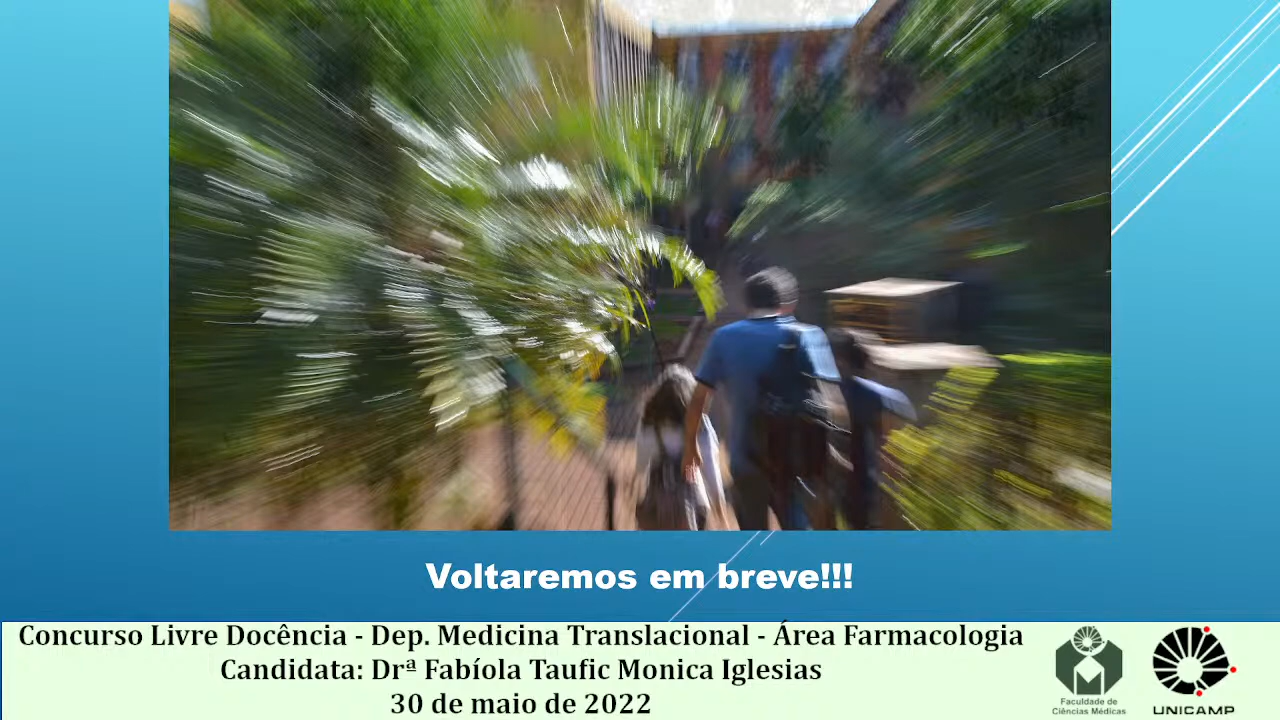 Voltaremos em breve!!!
Concurso Livre Docência - Dep. Medicina Translacional - Área Farmacologia
Candidata: Drª Fabíola Taufic Monica Iglesias
30 de maio de 2022
Faculdade de
Ciências Médicas
UNICAMP